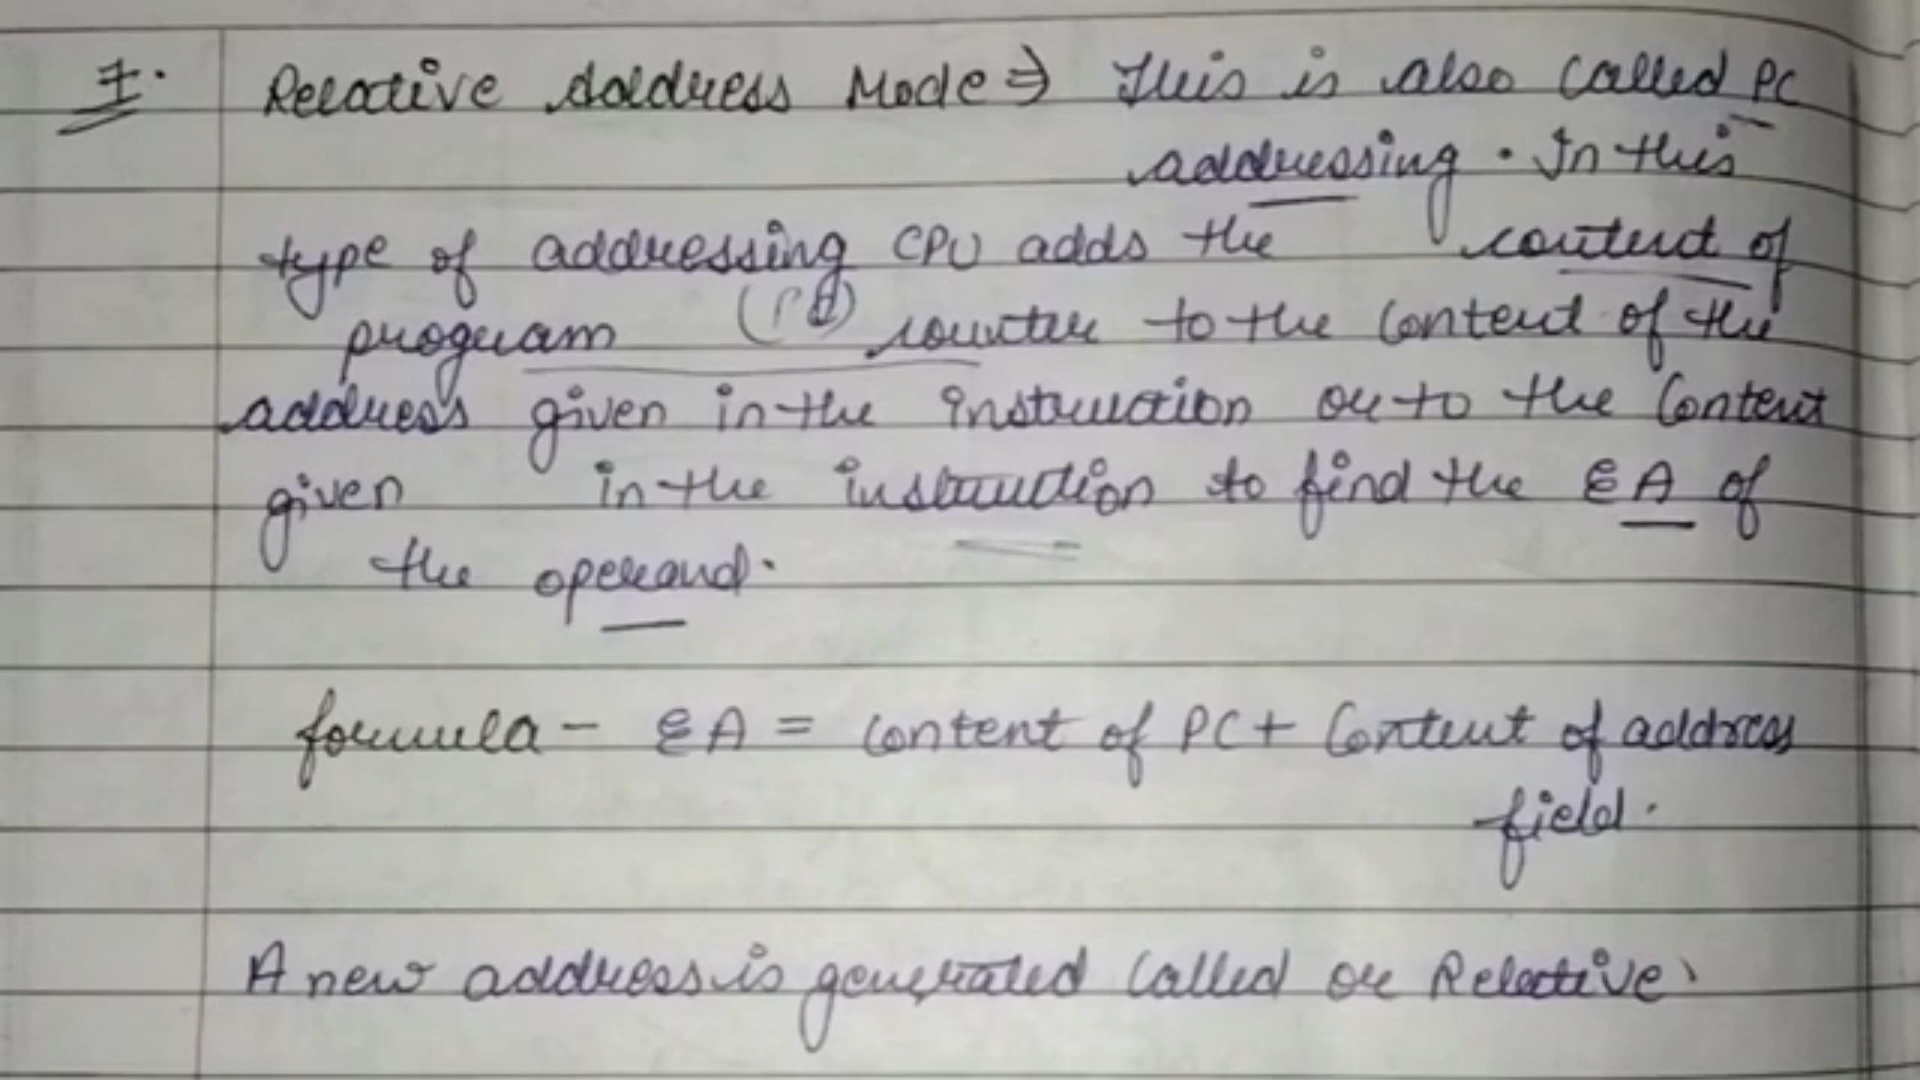 7. Relative Address Mode ⇒ This is also called PC
addressing. In this
type of addressing CPU adds the content of
program counter to the content of the
address given in the instruction or to the content
given in the instruction to find the EA of
the operand.
formula - EA = content of PC + Content of address
field.
A new address is generated called or Relative.